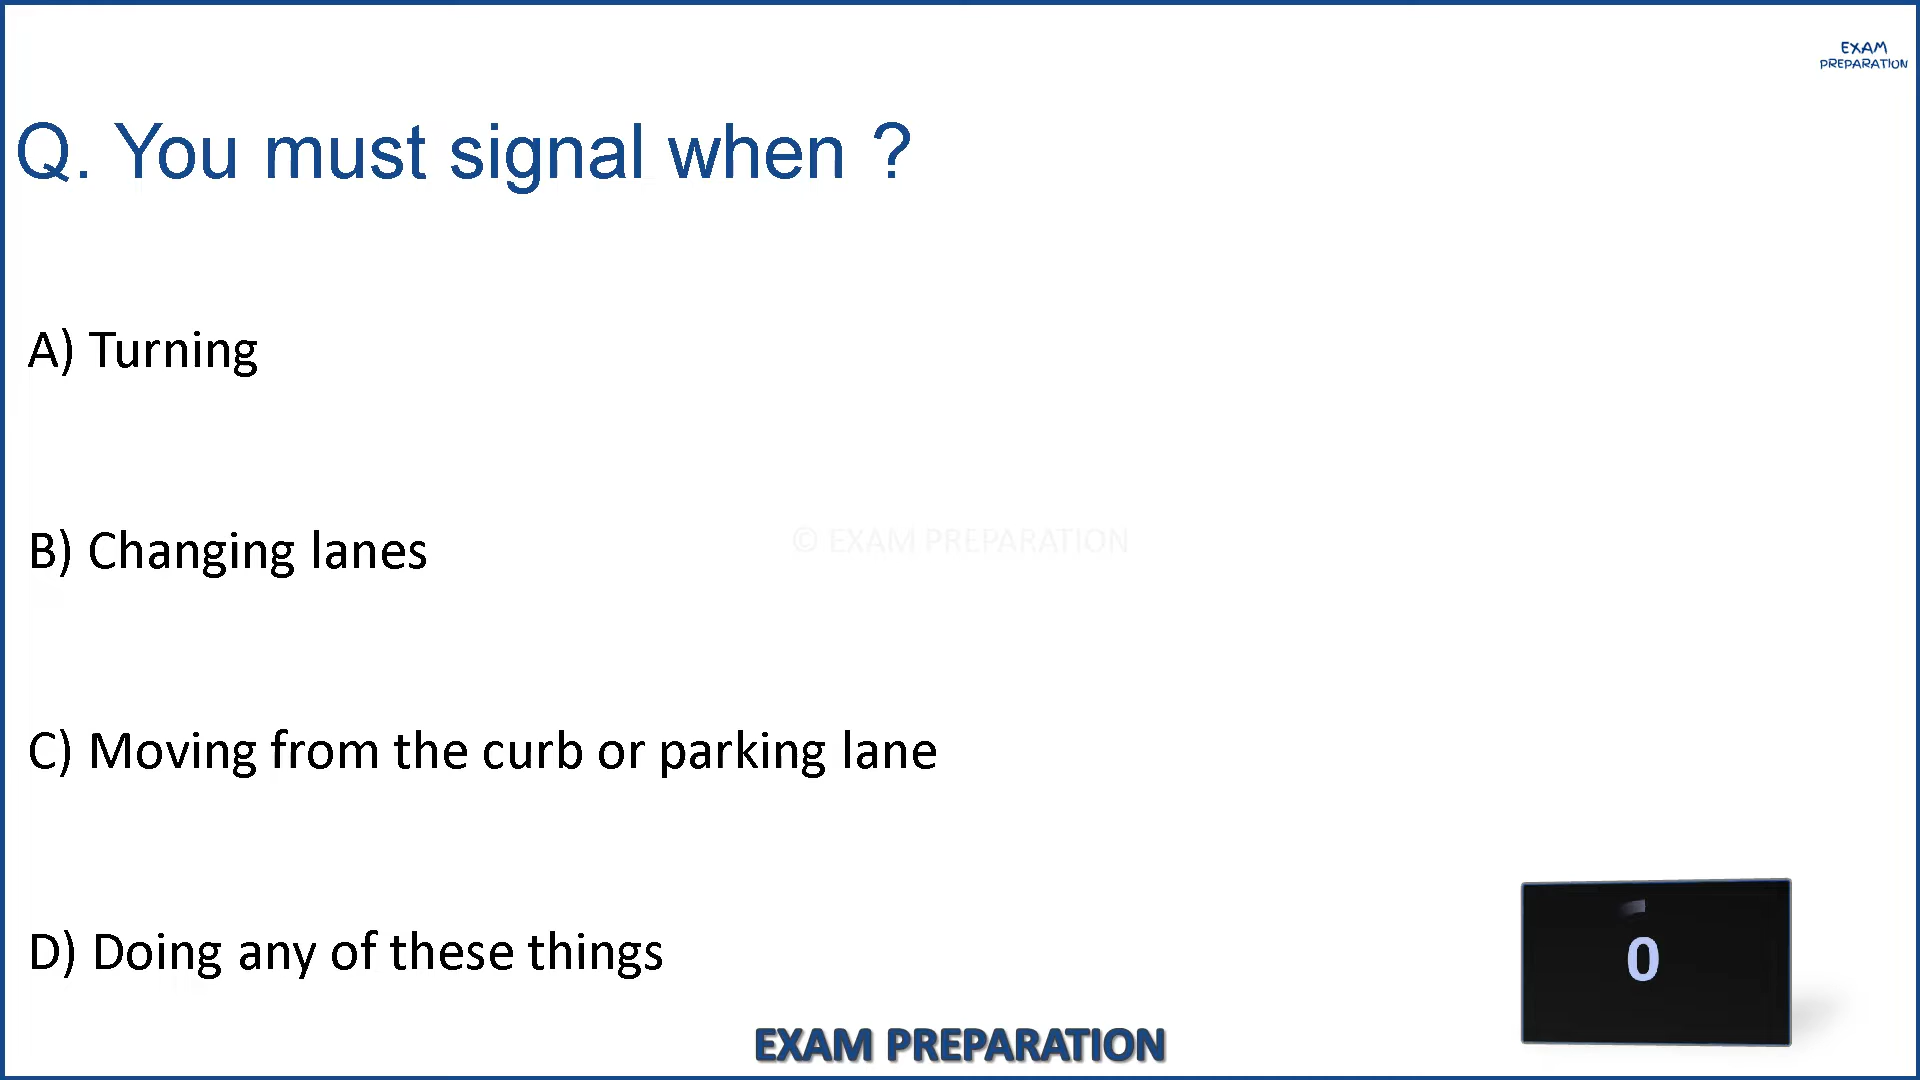 EXAM
PREPARATION
Q. You must signal when ?
A) Turning
B) Changing lanes
© EXAM PREPARATION
C) Moving from the curb or parking lane
D) Doing any of these things
0
EXAM PREPARATION